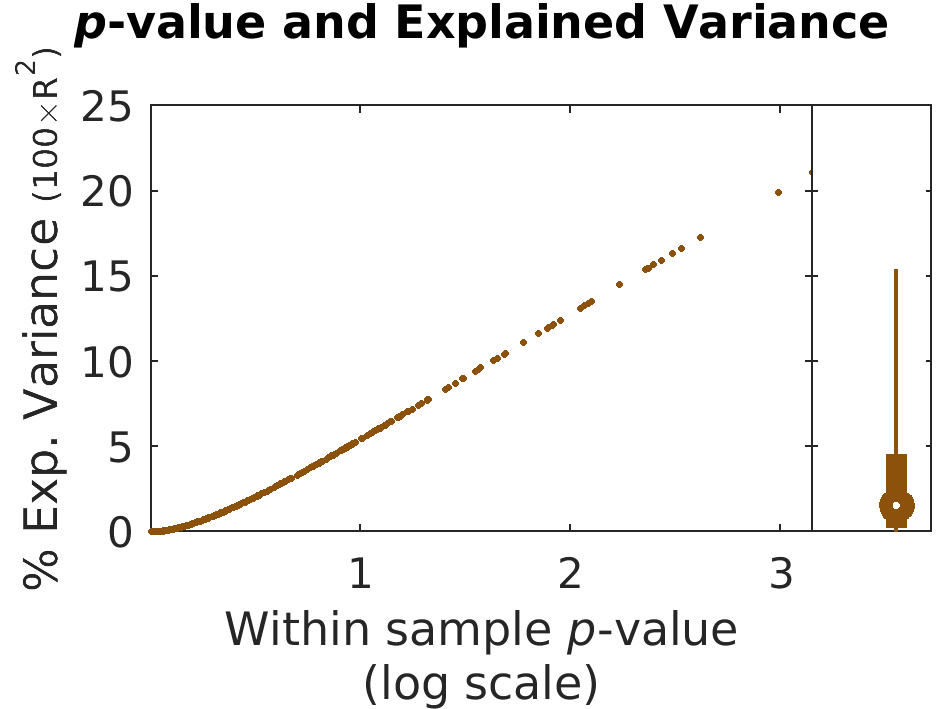 p-value and Explained Variance
% Exp. Variance (100×R²)
25
20
15
10
5
0
1 2 3
Within sample p-value
(log scale)